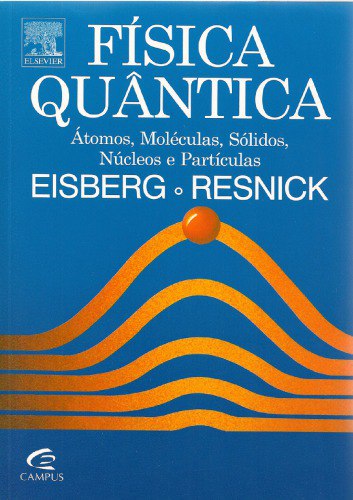 FÍSICA
QUÂNTICA
ELSEVIER
Átomos, Moléculas, Sólidos,
Núcleos e Partículas
EISBERG • RESNICK
CAMPUS